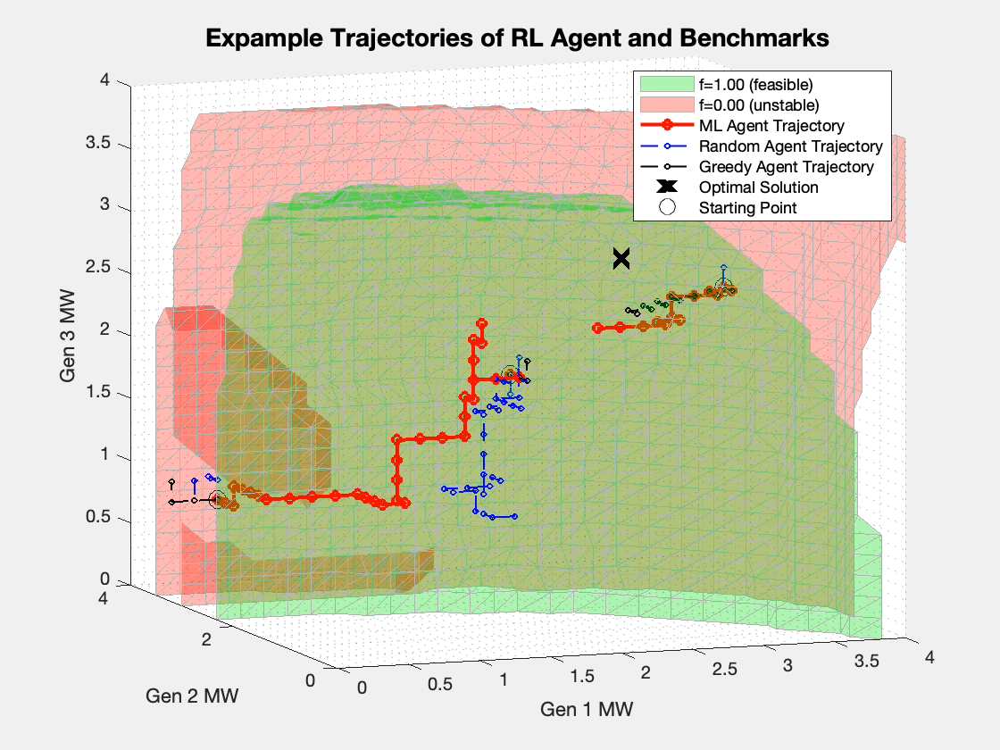 Expample Trajectories of RL Agent and Benchmarks
f=1.00 (feasible)
f=0.00 (unstable)
ML Agent Trajectory
Random Agent Trajectory
Greedy Agent Trajectory
Optimal Solution
Starting Point
4
3.5
3
2.5
2
1.5
1
0.5
0
Gen 3 MW
4
2
0
Gen 2 MW
0
0.5
1
1.5
2
2.5
3
3.5
4
Gen 1 MW